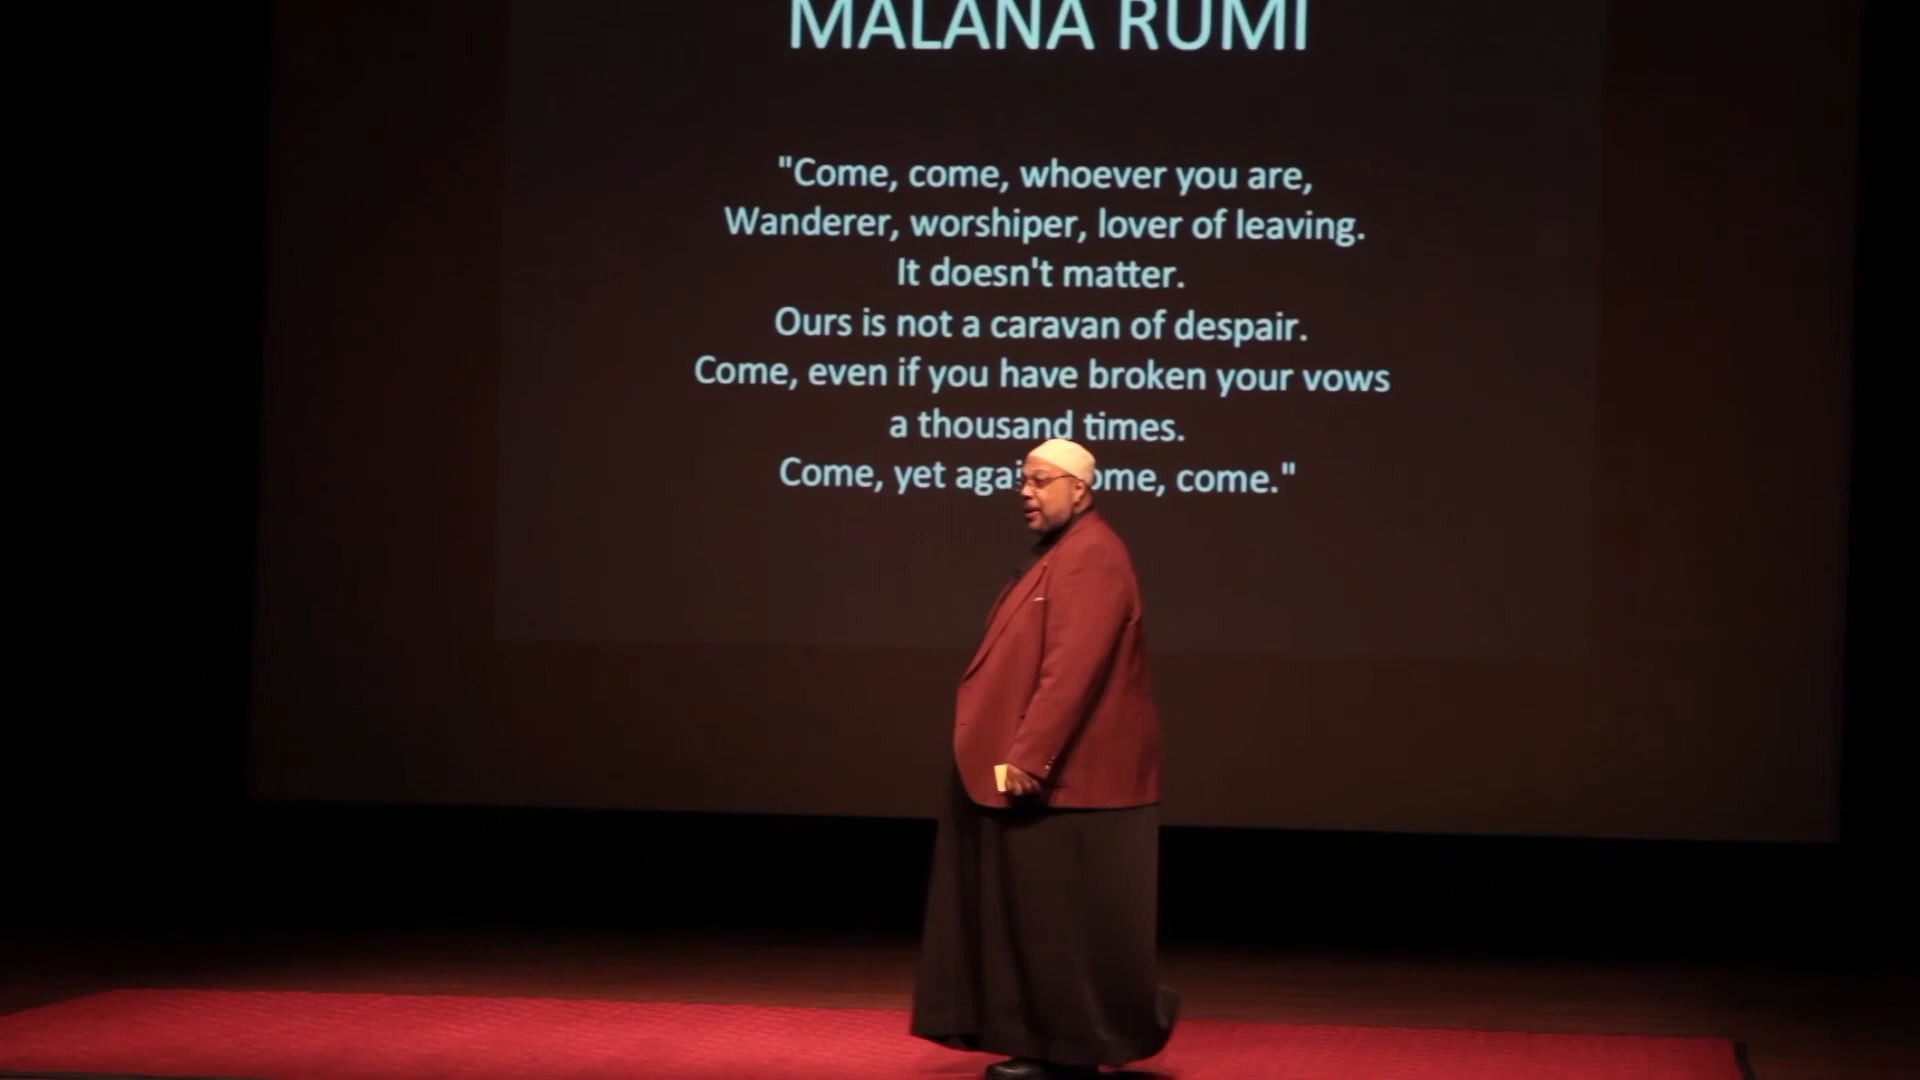 MALANA RUMI
"Come, come, whoever you are,
Wanderer, worshiper, lover of leaving.
It doesn't matter.
Ours is not a caravan of despair.
Come, even if you have broken your vows
a thousand times.
Come, yet come, come."